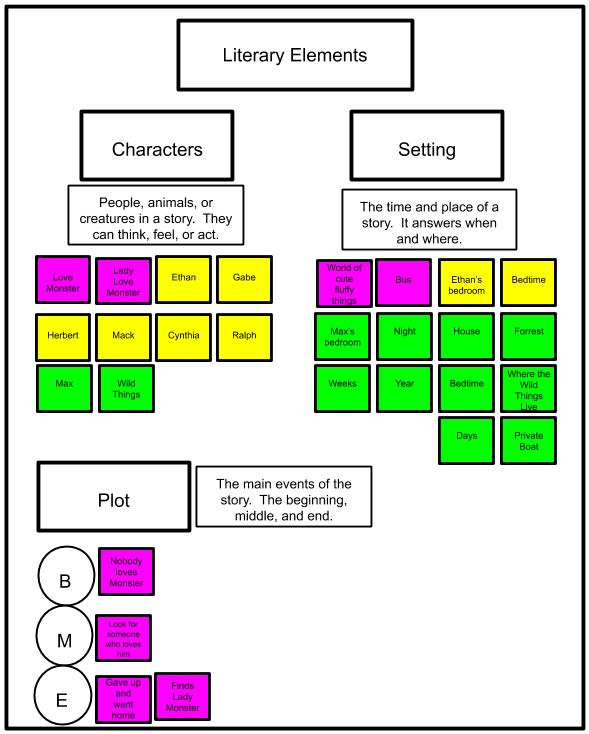 Literary Elements
Characters
Setting
People, animals, or
creatures in a story. They
can think, feel, or act.
The time and place of a
story. It answers when
and where.
Love
Monster
Lady
Love
Monster
Ethan
Gabe
Herbert
Mack
Cynthia
Ralph
Max
Wild
Things
World of
cute
fluffy
things
Bus
Ethan's
bedroom
Bedtime
Max's
bedroom
Night
House
Forrest
Weeks
Year
Bedtime
Where the
Wild
Things
Live
Days
Private
Boat
Plot
The main events of the
story. The beginning,
middle, and end.
B
Nobody
loves
Monster
M
Look for
someone
who loves
him
E
Gave up
and
went
home
Finds
Lady
Monster